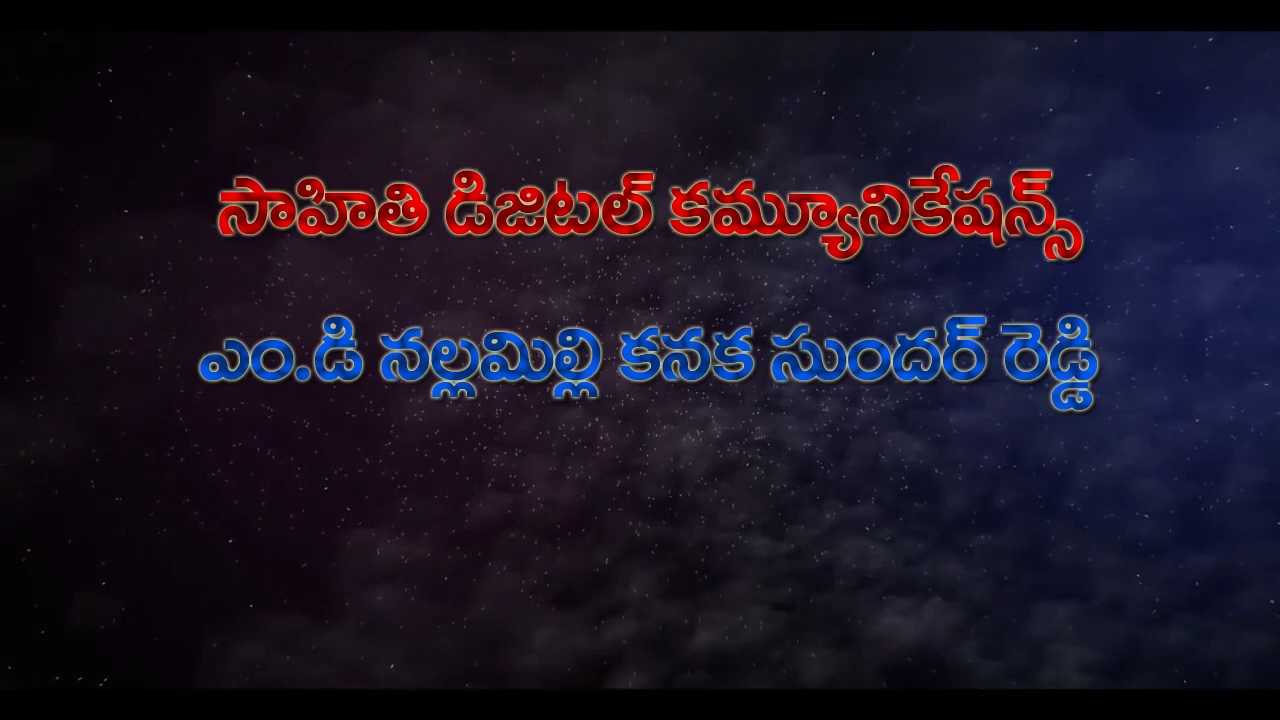 సాహితి డిజిటల్ కమ్యూనికేషన్స్
ఎం.డి నల్లమిల్లి కనక సుందర్ రెడ్డి